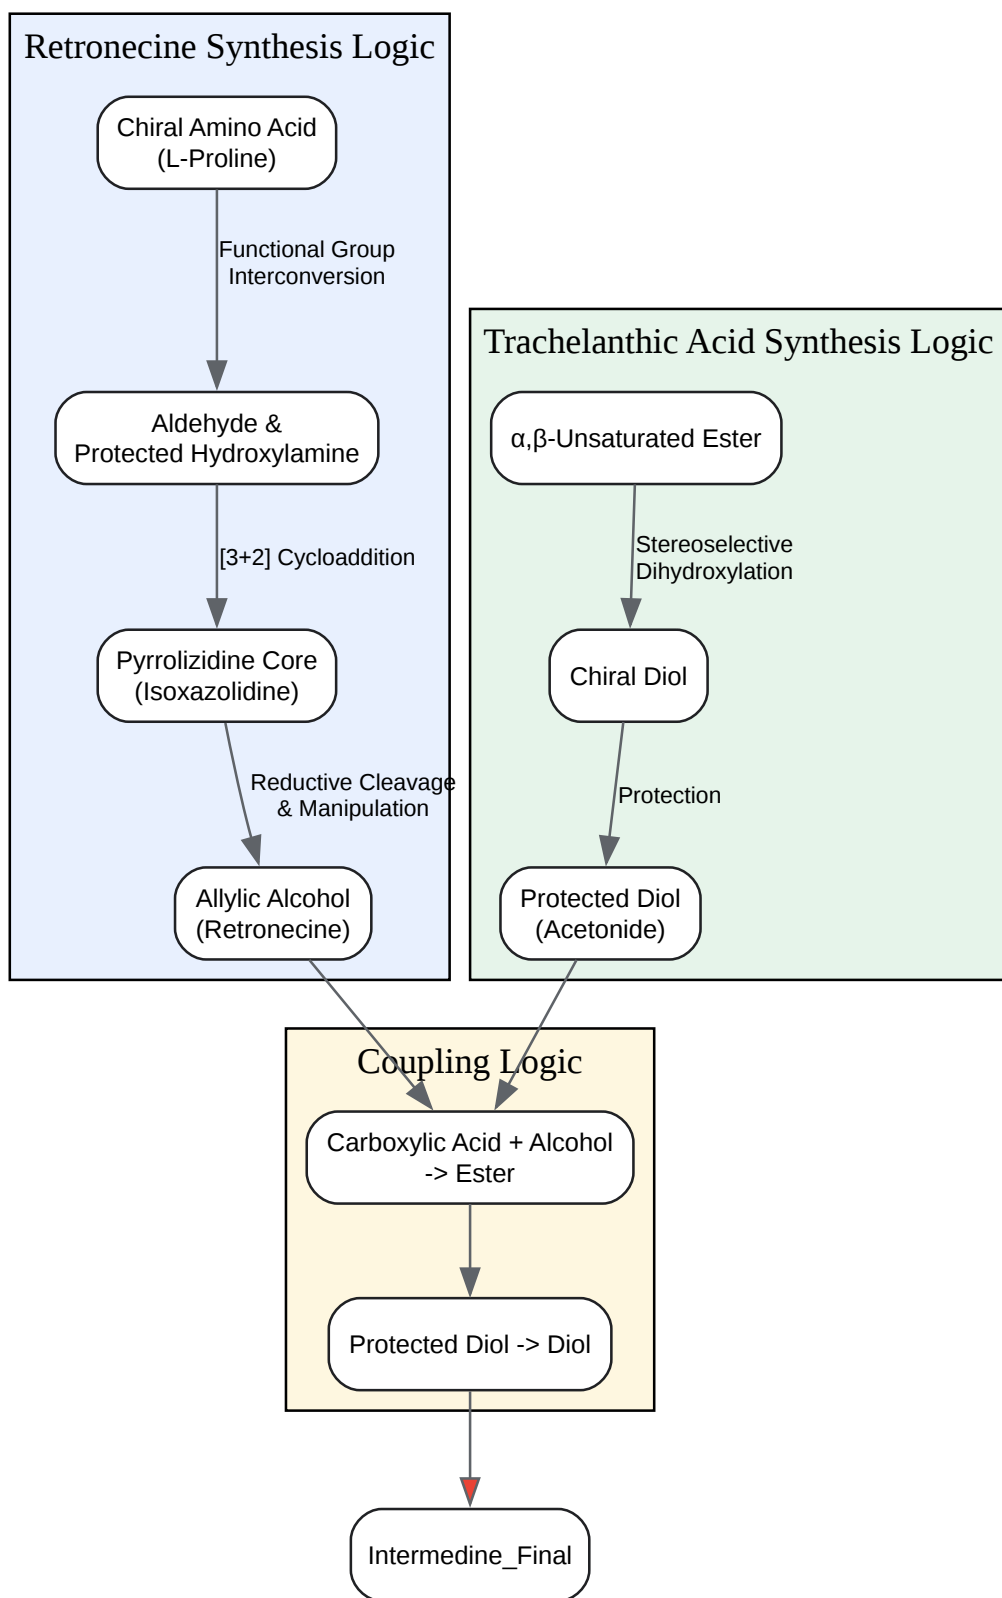 Retronecine Synthesis Logic
Chiral Amino Acid
(L-Proline)
Functional Group
Interconversion
Aldehyde &
Protected Hydroxylamine
[3+2] Cycloaddition
Pyrrolizidine Core
(Isoxazolidine)
Reductive Cleavage
& Manipulation
Allylic Alcohol
(Retronecine)
Trachelanthic Acid Synthesis Logic
α,β-Unsaturated Ester
Stereoselective
Dihydroxylation
Chiral Diol
Protection
Protected Diol
(Acetonide)
Coupling Logic
Carboxylic Acid + Alcohol
-> Ester
Protected Diol -> Diol
Intermedine_Final